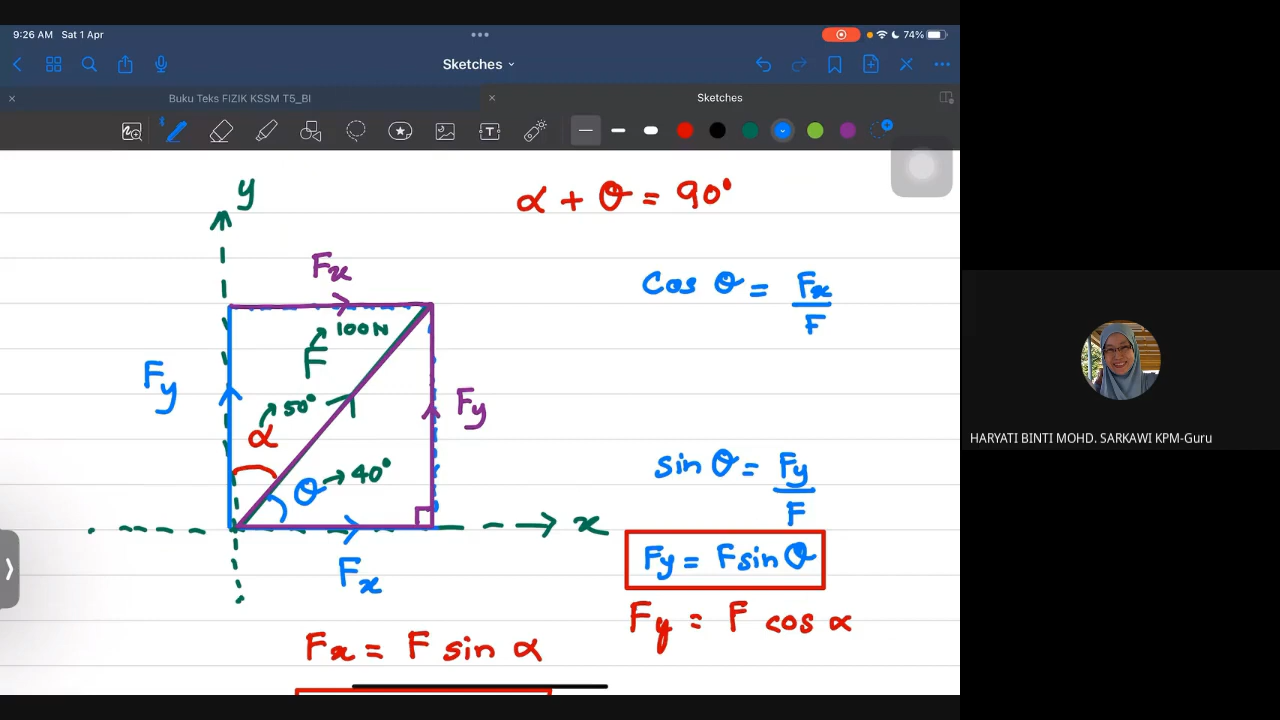 9:26 AM Sat 1 Apr
74%
Sketches
Buku Teks FIZIK KSSM T5_BI
Sketches
y
α + θ = 90°
Fx
cos θ = Fx/F
100N
F
Fy
50°
Fy
α
θ → 40°
sin θ = Fy/F
x
Fx
Fy = F sin θ
Fy = F cos α
Fx = F sin α
HARYATI BINTI MOHD. SARKAWI KPM-Guru